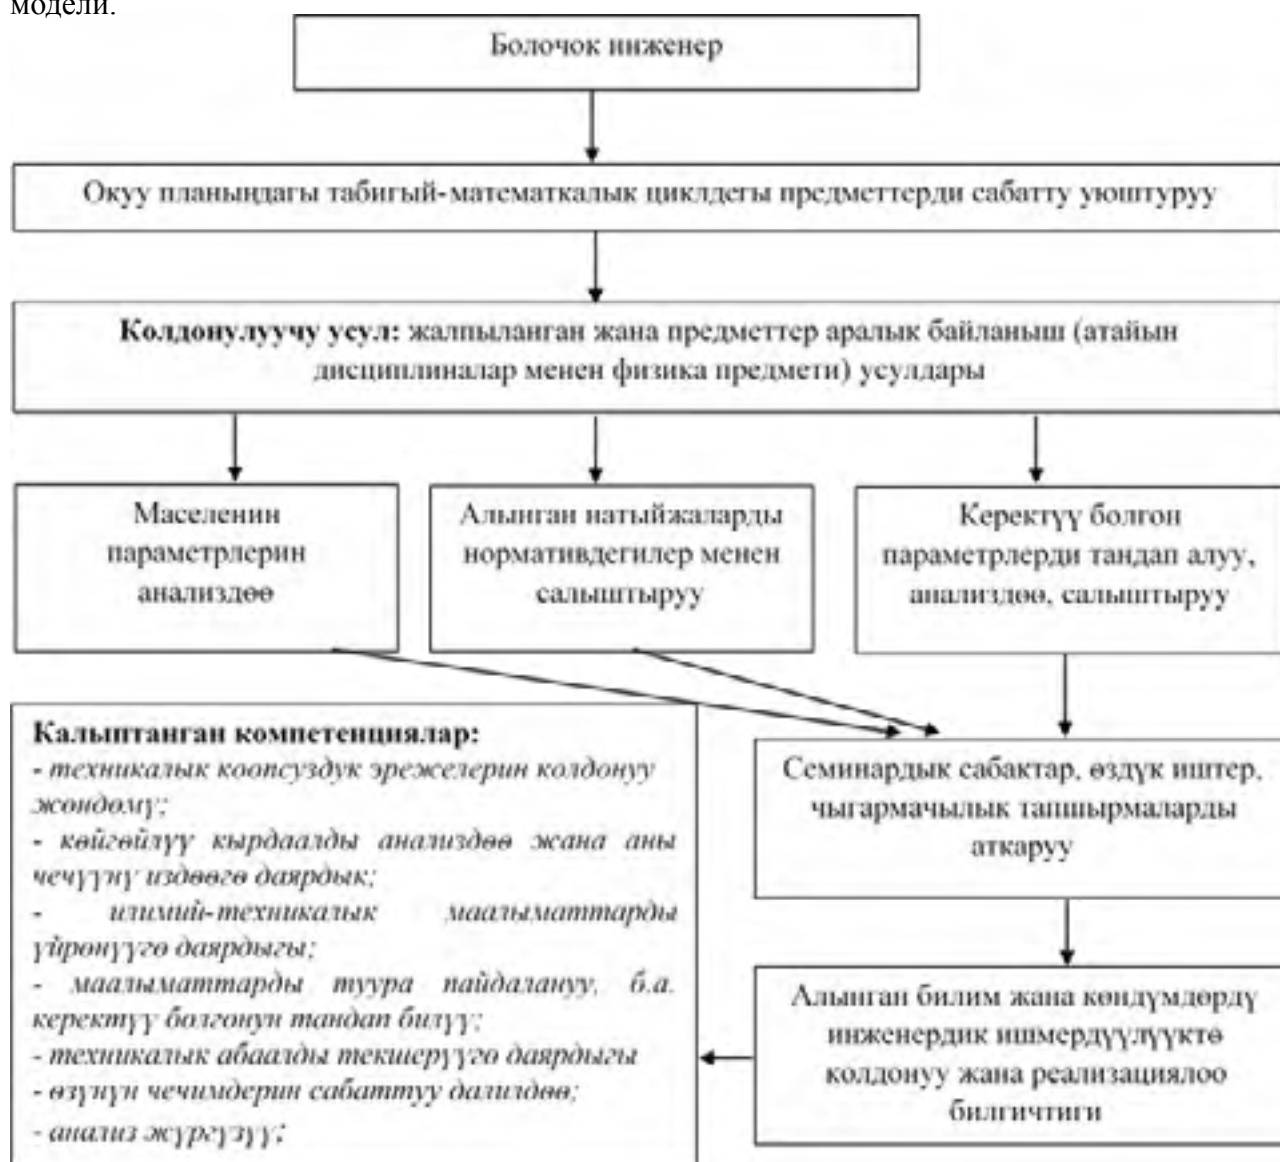 модели.
Болочок инженер
Окуу планындагы табигый-математкалык циклдегы предметтерди сабатту уюштуруу
Колдонулуучу усул: жалпыланган жана предметтер аралык байланыш (атайын
дисциплиналар менен физика предмети) усулдары
Маселенин
параметрлерин
анализдөө
Алынган натыйжаларды
нормативдегилер менен
салыштыруу
Керектүү болгон
параметрлерди тандап алуу,
анализдөө, салыштыруу
Семинардык сабактар, өздүк иштер,
чыгармачылык тапшырмаларды
аткаруу
Алынган билим жана көндүмдөрдү
инженердик ишмердүүлүүктө
колдонуу жана реализациялоо
билгичтиги
Калыптанган компетенциялар:
- техникалык коопсуздук эрежелерин колдонуу
жөндөмү;
- көйгөйлүү кырдаалды анализдөө жана аны
чечүүнү издөөгө даярдык;
- илимий-техникалык маалыматтарды
үйрөнүүгө даярдыгы;
- маалыматтарды туура пайдалануу, б.а.
керектүү болгонун тандап билүү;
- техникалык абаалды текшерүүгө даярдыгы
- өзүнүн чечимдерин сабаттуу далилдөө;
- анализ жүргүзүү;